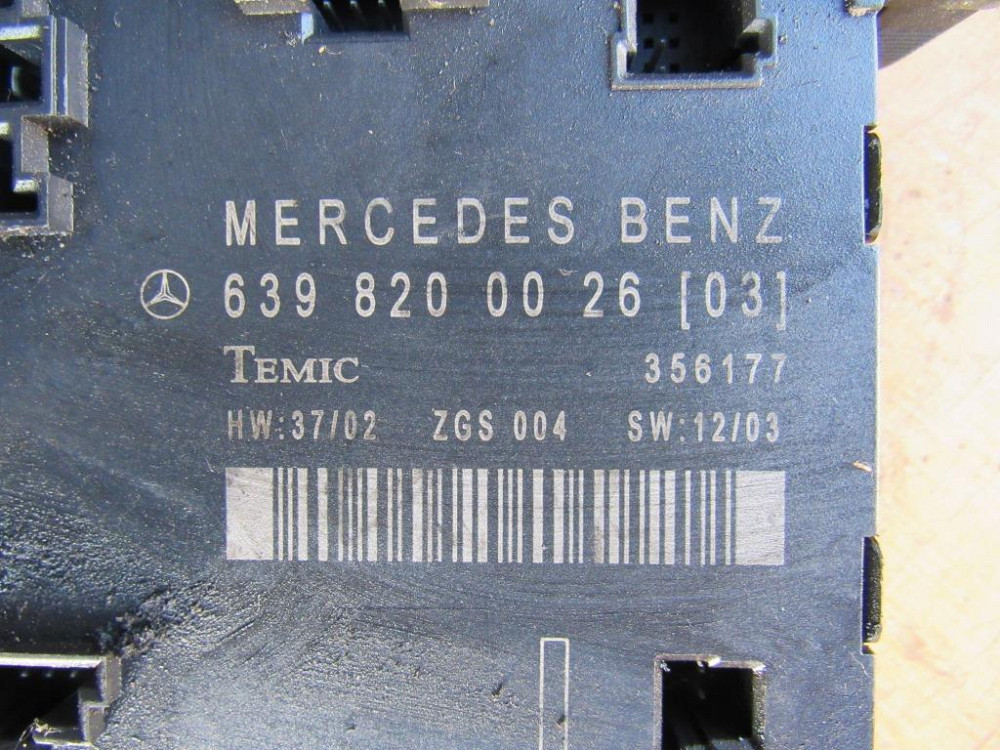 MERCEDES BENZ
639 820 00 26 [03]
TEMIC 356177
HW:37/02 ZGS 004 SW:12/03